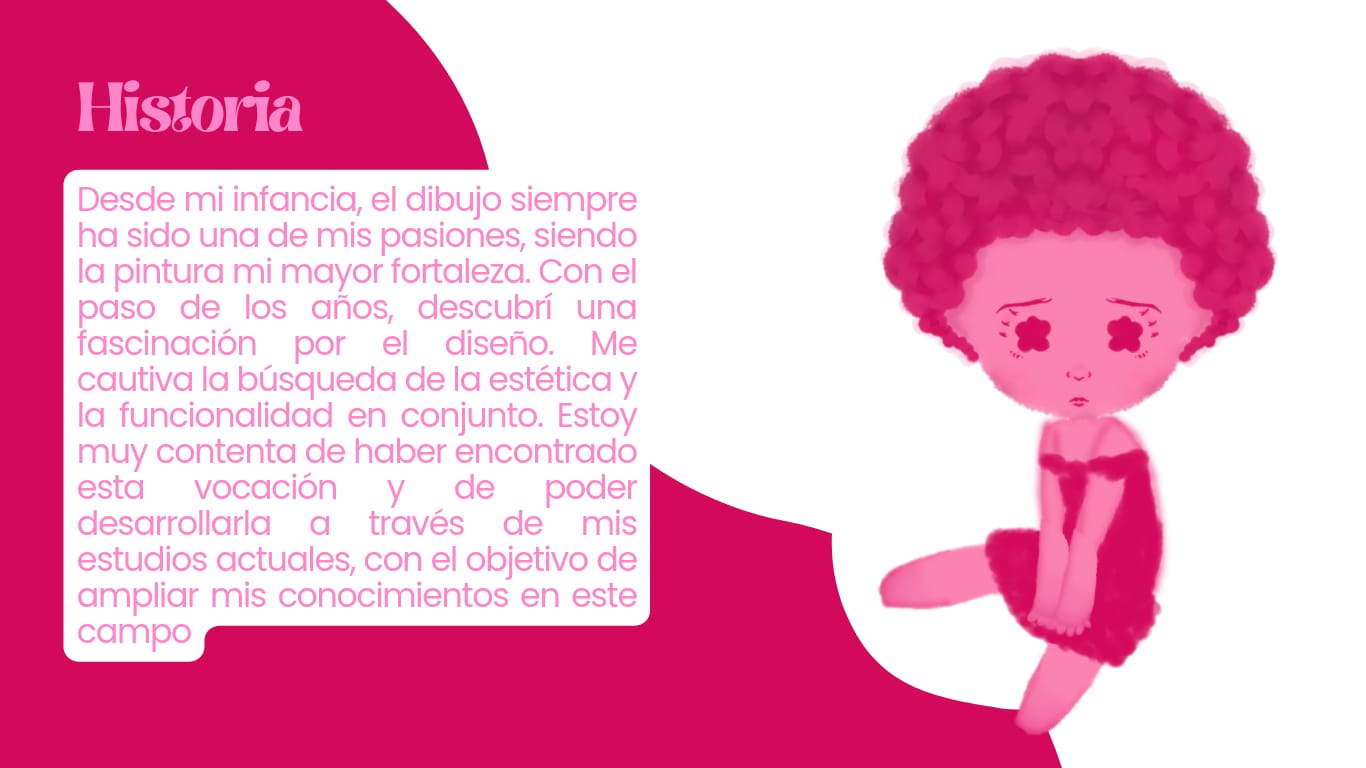 Historia
Desde mi infancia, el dibujo siempre
ha sido una de mis pasiones, siendo
la pintura mi mayor fortaleza. Con el
paso de los años, descubrí una
fascinación por el diseño. Me
cautiva la búsqueda de la estética y
la funcionalidad en conjunto. Estoy
muy contenta de haber encontrado
esta vocación y de poder
desarrollarla a través de mis
estudios actuales, con el objetivo de
ampliar mis conocimientos en este
campo